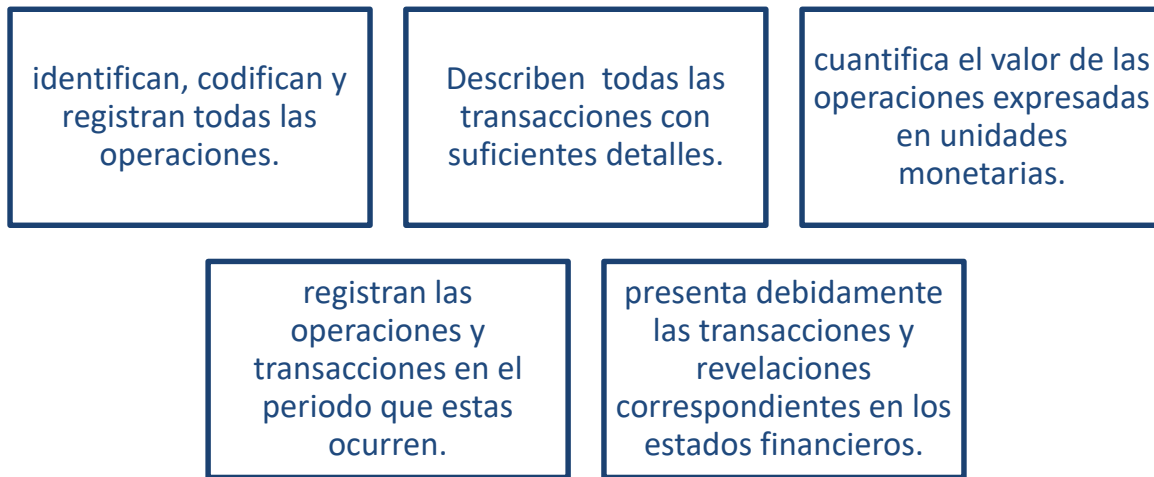 identifican, codifican y
registran todas las
operaciones.
Describen todas las
transacciones con
suficientes detalles.
cuantifica el valor de las
operaciones expresadas
en unidades
monetarias.
registran las
operaciones y
transacciones en el
periodo que estas
ocurren.
presenta debidamente
las transacciones y
revelaciones
correspondientes en los
estados financieros.